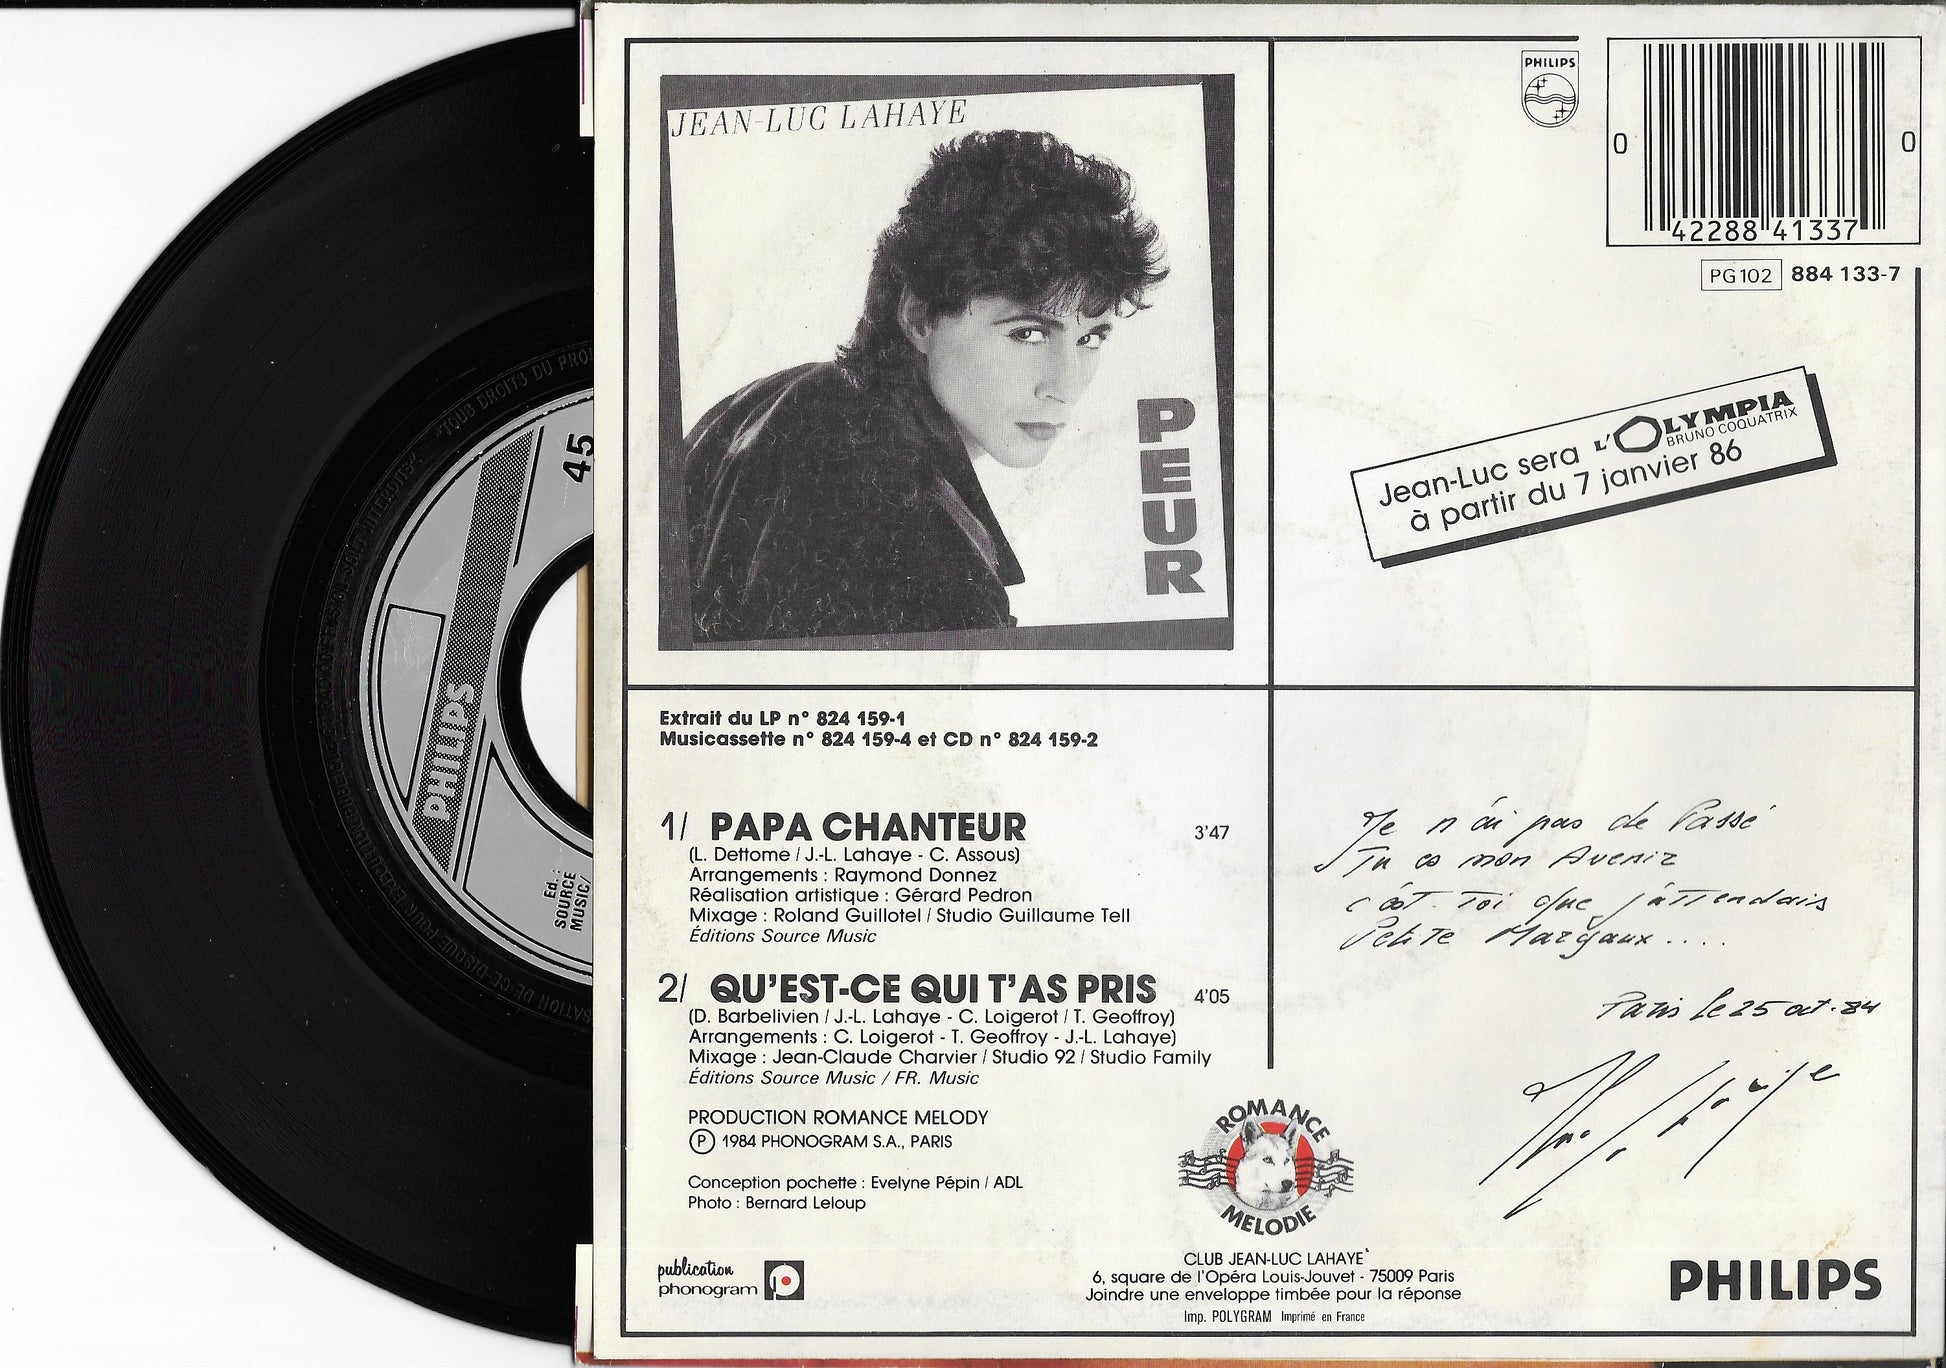 JEAN-LUC LAHAYE
PEUR
PHILIPS
0 42288 41337 0
PG 102 884 133-7
Jean-Luc sera L'OLYMPIA
BRUNO COQUATRIX
à partir du 7 janvier 86
Extrait du LP n° 824 159-1
Musicassette n° 824 159-4 et CD n° 824 159-2
1/ PAPA CHANTEUR 3'47
(L. Dettome / J.-L. Lahaye - C. Assous)
Arrangements : Raymond Donnez
Réalisation artistique : Gérard Pedron
Mixage : Roland Guillotel / Studio Guillaume Tell
Éditions Source Music
2/ QU'EST-CE QUI T'AS PRIS 4'05
(D. Barbelivien / J.-L. Lahaye - C. Loigerot / T. Geoffroy)
Arrangements : C. Loigerot - T. Geoffroy - J.-L. Lahaye)
Mixage : Jean-Claude Charvier / Studio 92 / Studio Family
Éditions Source Music / FR. Music
PRODUCTION ROMANCE MELODY
Ⓟ 1984 PHONOGRAM S.A., PARIS
Conception pochette : Evelyne Pépin / ADL
Photo : Bernard Leloup
publication
phonogram
Je n'ai pas de Passé
Tu es mon Avenir
c'est Toi que j'attendais
Petite Margaux....
Paris le 25 oct. 84
ROMANCE
MELODIE
CLUB JEAN-LUC LAHAYE
6, square de l'Opéra Louis-Jouvet - 75009 Paris
Joindre une enveloppe timbée pour la réponse
Imp. POLYGRAM Imprimé en France
PHILIPS
45
PHILIPS
Ed. :
SOURCE
MUSIC/
TOUS DROITS DU